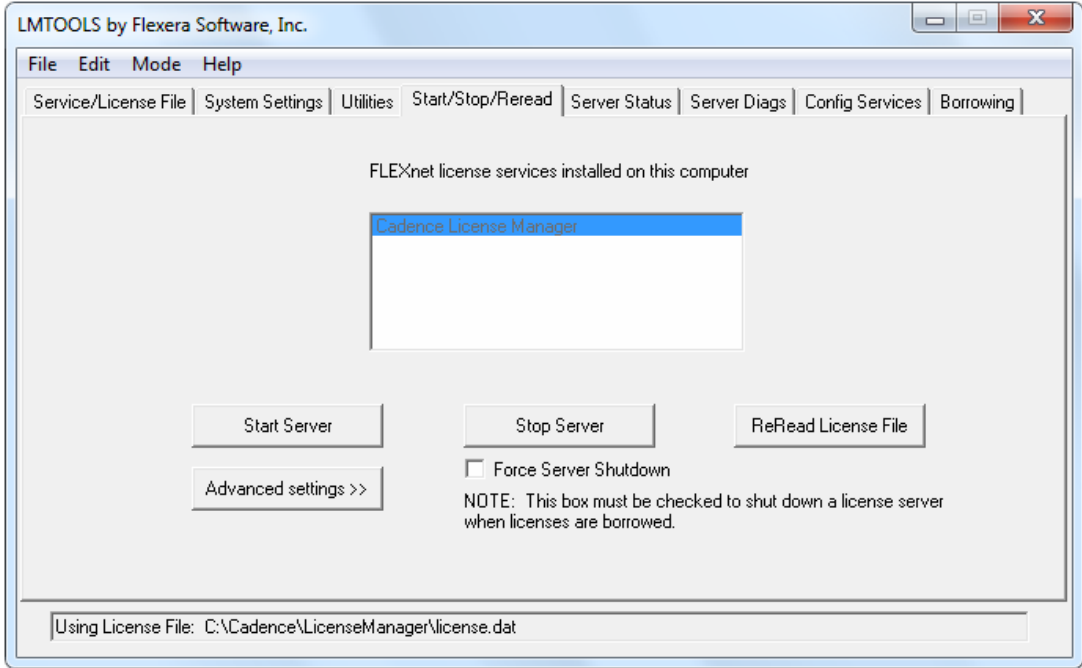 LMTOOLS by Flexera Software, Inc.
File Edit Mode Help
Service/License File System Settings Utilities Start/Stop/Reread Server Status Server Diags Config Services Borrowing
FLEXnet license services installed on this computer
Cadence License Manager
Start Server Stop Server ReRead License File
Advanced settings >> Force Server Shutdown
NOTE: This box must be checked to shut down a license server
when licenses are borrowed.
Using License File: C:\Cadence\LicenseManager\license.dat